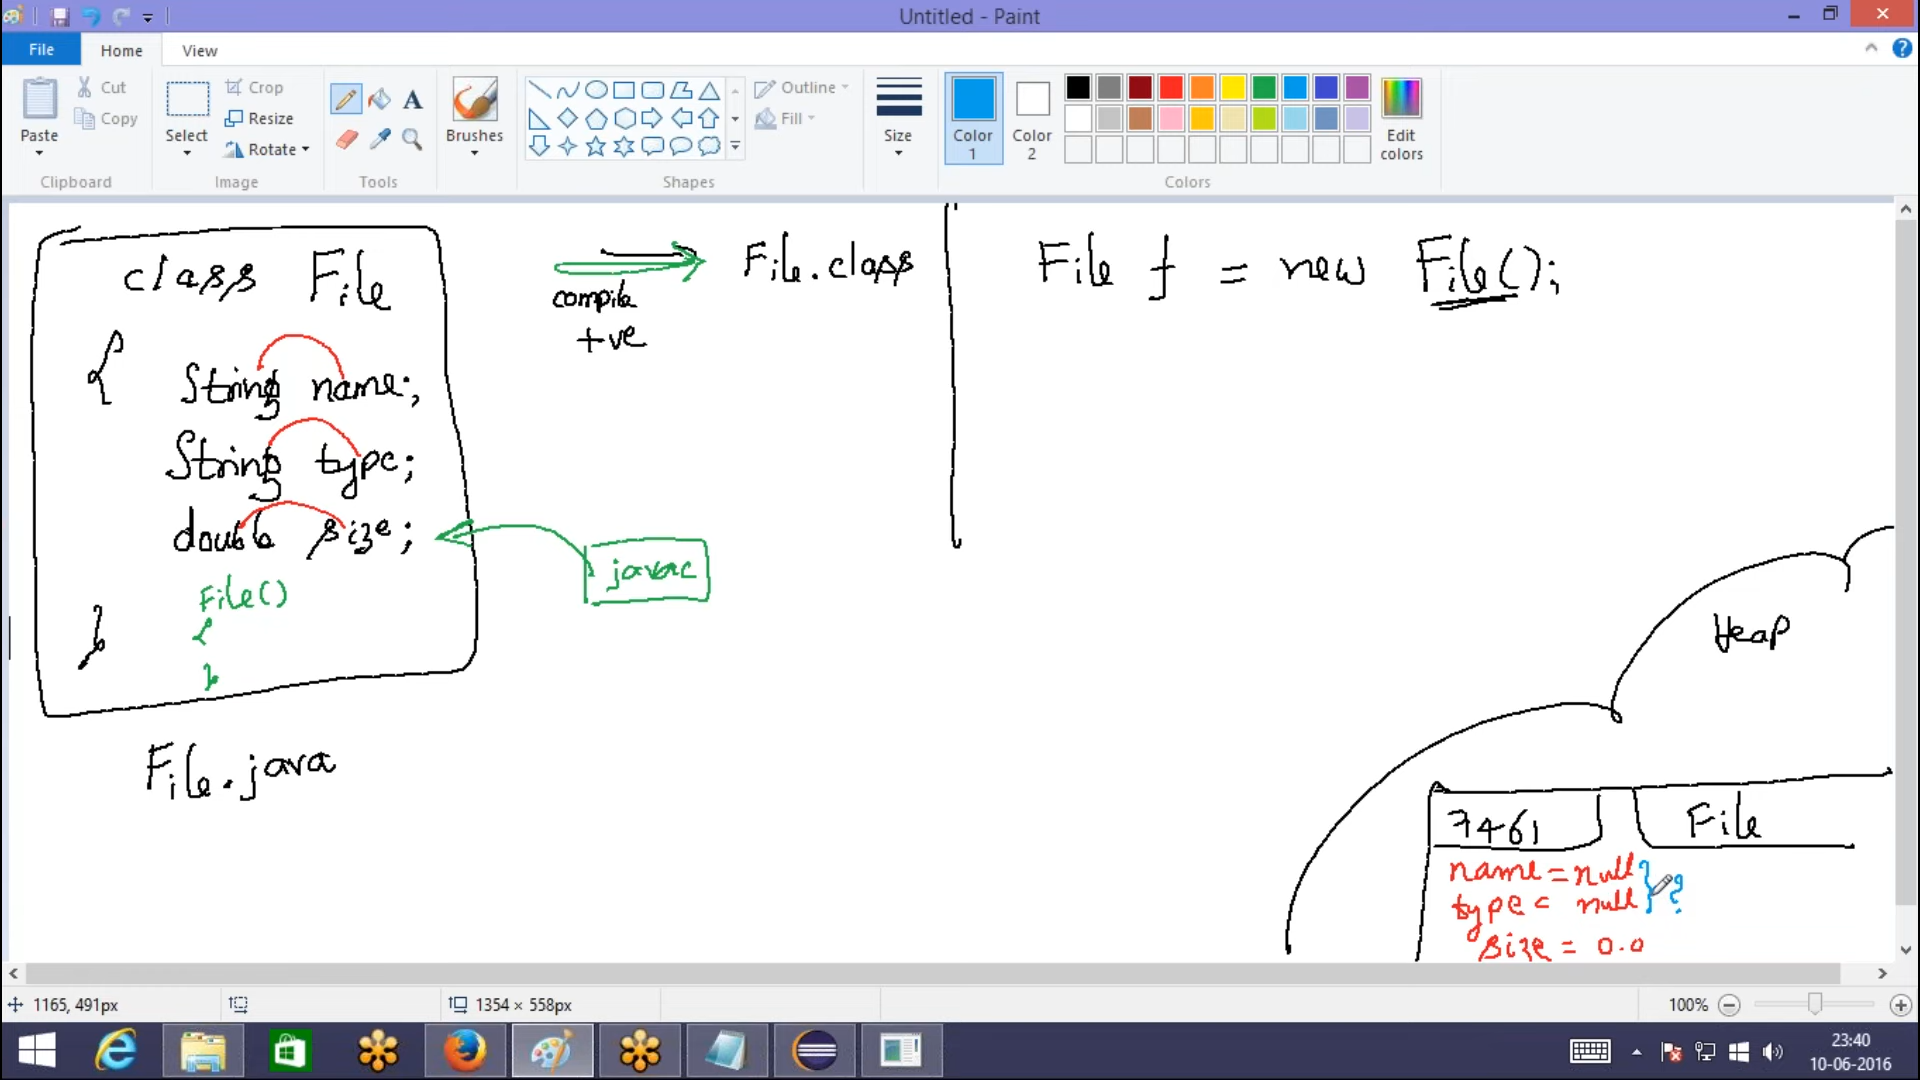 Untitled - Paint
File Home View
Paste
Cut
Copy
Clipboard
Select
Crop
Resize
Rotate
Image
Tools
Brushes
Shapes
Outline
Fill
Size
Color 1
Color 2
Edit colors
Colors
class File
{
String name;
String type;
double size;
File()
{
}
}
File.java
compile
+ve
File.class
javac
File f = new File();
Heap
7461
File
name = null
type = null
} ?
size = 0.0
1165, 491px
1354 × 558px
100%
23:40
10-06-2016